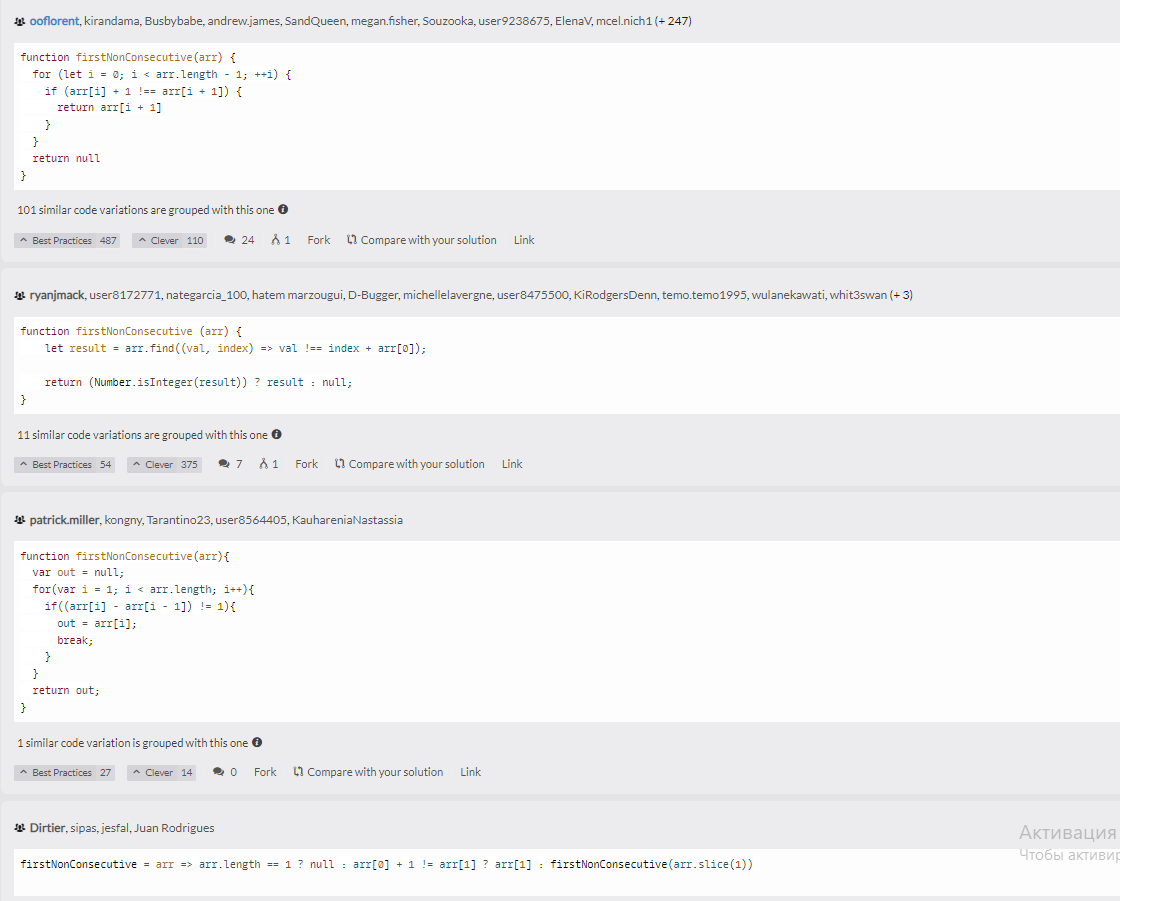 ooflorent, kirandama, Busbybabe, andrew.james, SandQueen, megan.fisher, Souzooka, user9238675, ElenaV, mcel.nich1 (+ 247)
function firstNonConsecutive(arr) {
  for (let i = 0; i < arr.length - 1; ++i) {
    if (arr[i] + 1 !== arr[i + 1]) {
      return arr[i + 1]
    }
  }
  return null
}
101 similar code variations are grouped with this one
Best Practices 487 Clever 110 24 1 Fork Compare with your solution Link
ryanjmack, user8172771, nategarcia_100, hatem marzougui, D-Bugger, michellelavergne, user8475500, KiRodgersDenn, temo.temo1995, wulanekawati, whit3swan (+ 3)
function firstNonConsecutive (arr) {
    let result = arr.find((val, index) => val !== index + arr[0]);
    return (Number.isInteger(result)) ? result : null;
}
11 similar code variations are grouped with this one
Best Practices 54 Clever 375 7 1 Fork Compare with your solution Link
patrick.miller, kongny, Tarantino23, user8564405, KauhareniaNastassia
function firstNonConsecutive(arr){
  var out = null;
  for(var i = 1; i < arr.length; i++){
    if((arr[i] - arr[i - 1]) != 1){
      out = arr[i];
      break;
    }
  }
  return out;
}
1 similar code variation is grouped with this one
Best Practices 27 Clever 14 0 Fork Compare with your solution Link
Dirtier, sipas, jesfal, Juan Rodrigues
Активация
Чтобы активир
firstNonConsecutive = arr => arr.length == 1 ? null : arr[0] + 1 != arr[1] ? arr[1] : firstNonConsecutive(arr.slice(1))